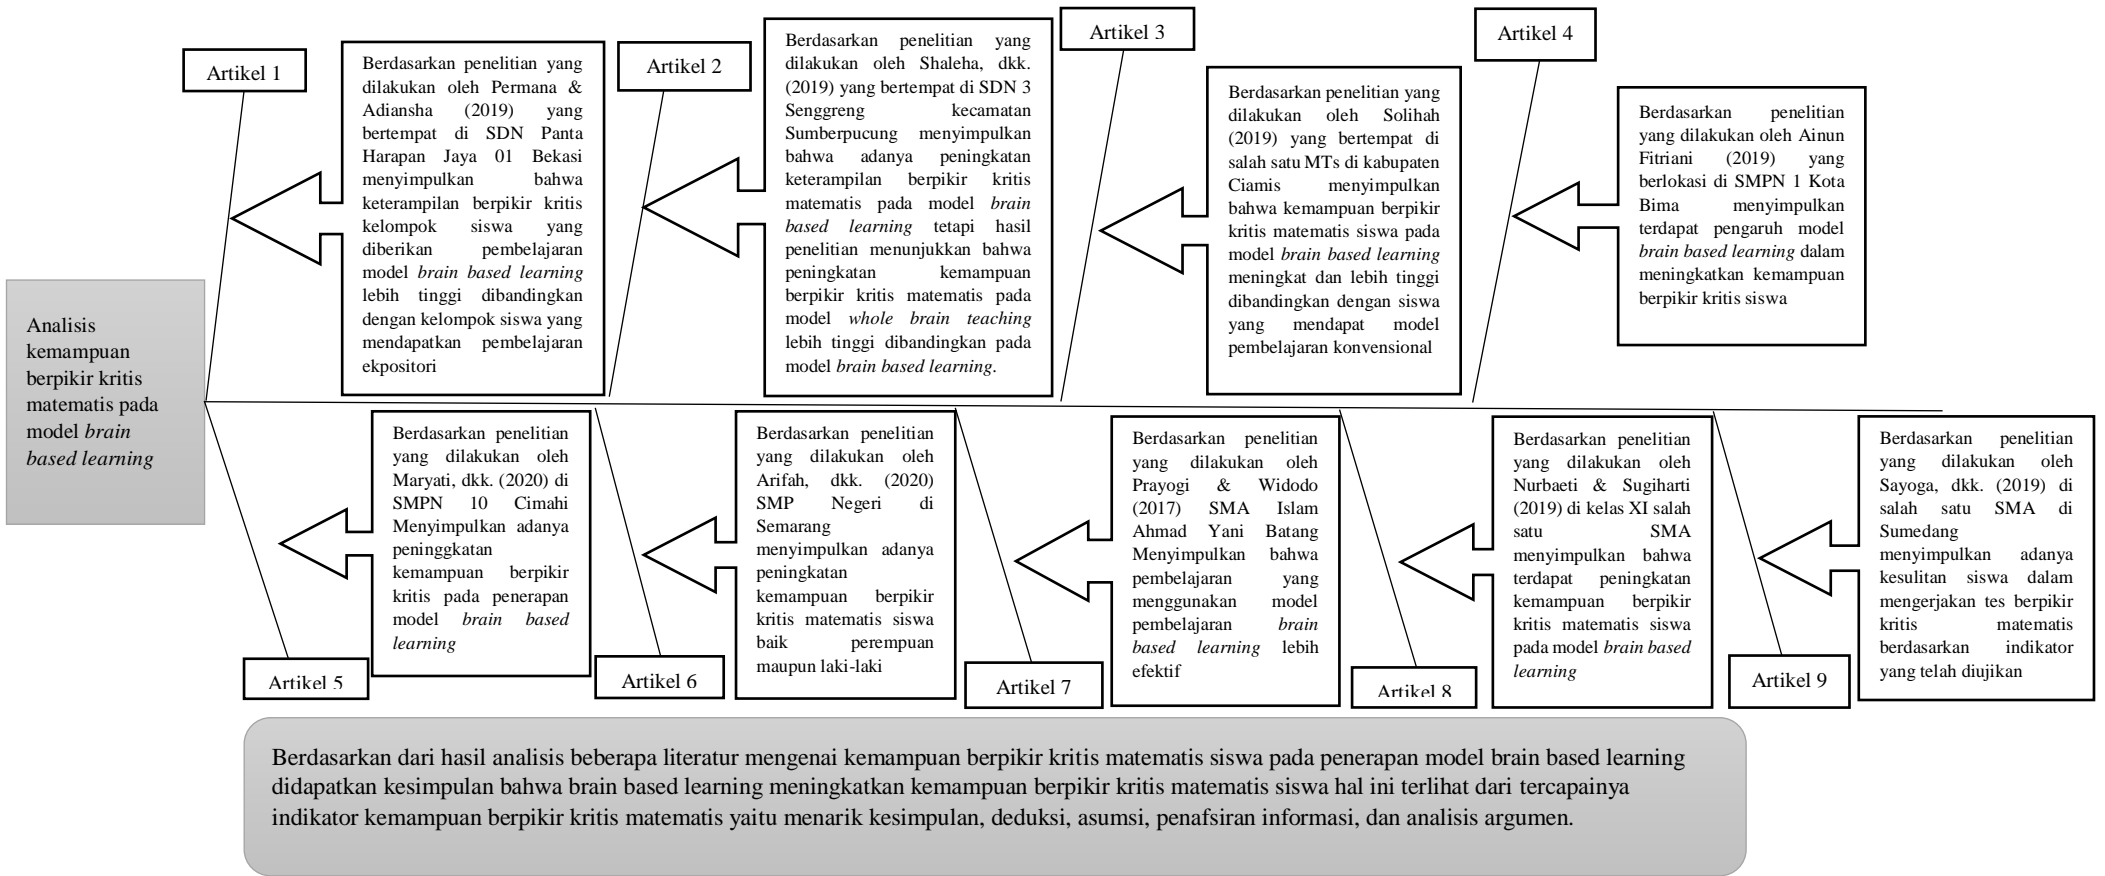 Artikel 1
Berdasarkan penelitian yang
dilakukan oleh Permana &
Adiansha (2019) yang
bertempat di SDN Panta
Harapan Jaya 01 Bekasi
menyimpulkan bahwa
keterampilan berpikir kritis
kelompok siswa yang
diberikan pembelajaran
model brain based learning
lebih tinggi dibandingkan
dengan kelompok siswa yang
mendapatkan pembelajaran
ekpositori
Artikel 2
Berdasarkan penelitian yang
dilakukan oleh Shaleha, dkk.
(2019) yang bertempat di SDN 3
Senggreng kecamatan
Sumberpucung menyimpulkan
bahwa adanya peningkatan
keterampilan berpikir kritis
matematis pada model brain
based learning tetapi hasil
penelitian menunjukkan bahwa
peningkatan kemampuan
berpikir kritis matematis pada
model whole brain teaching
lebih tinggi dibandingkan pada
model brain based learning.
Artikel 3
Berdasarkan penelitian yang
dilakukan oleh Solihah
(2019) yang bertempat di
salah satu MTs di kabupaten
Ciamis menyimpulkan
bahwa kemampuan berpikir
kritis matematis siswa pada
model brain based learning
meningkat dan lebih tinggi
dibandingkan dengan siswa
yang mendapat model
pembelajaran konvensional
Artikel 4
Berdasarkan penelitian
yang dilakukan oleh Ainun
Fitriani (2019) yang
berlokasi di SMPN 1 Kota
Bima menyimpulkan
terdapat pengaruh model
brain based learning dalam
meningkatkan kemampuan
berpikir kritis siswa
Analisis
kemampuan
berpikir kritis
matematis pada
model brain
based learning
Berdasarkan penelitian
yang dilakukan oleh
Maryati, dkk. (2020) di
SMPN 10 Cimahi
Menyimpulkan adanya
peninggkatan
kemampuan berpikir
kritis pada penerapan
model brain based
learning
Artikel 5
Berdasarkan penelitian
yang dilakukan oleh
Arifah, dkk. (2020)
SMP Negeri di
Semarang
menyimpulkan adanya
peningkatan
kemampuan berpikir
kritis matematis siswa
baik perempuan
maupun laki-laki
Artikel 6
Berdasarkan penelitian
yang dilakukan oleh
Prayogi & Widodo
(2017) SMA Islam
Ahmad Yani Batang
Menyimpulkan bahwa
pembelajaran yang
menggunakan model
pembelajaran brain
based learning lebih
efektif
Artikel 7
Berdasarkan penelitian
yang dilakukan oleh
Nurbaeti & Sugiharti
(2019) di kelas XI salah
satu SMA
menyimpulkan bahwa
terdapat peningkatan
kemampuan berpikir
kritis matematis siswa
pada model brain based
learning
Artikel 8
Berdasarkan penelitian
yang dilakukan oleh
Sayoga, dkk. (2019) di
salah satu SMA di
Sumedang
menyimpulkan adanya
kesulitan siswa dalam
mengerjakan tes berpikir
kritis matematis
berdasarkan indikator
yang telah diujikan
Artikel 9
Berdasarkan dari hasil analisis beberapa literatur mengenai kemampuan berpikir kritis matematis siswa pada penerapan model brain based learning
didapatkan kesimpulan bahwa brain based learning meningkatkan kemampuan berpikir kritis matematis siswa hal ini terlihat dari tercapainya
indikator kemampuan berpikir kritis matematis yaitu menarik kesimpulan, deduksi, asumsi, penafsiran informasi, dan analisis argumen.